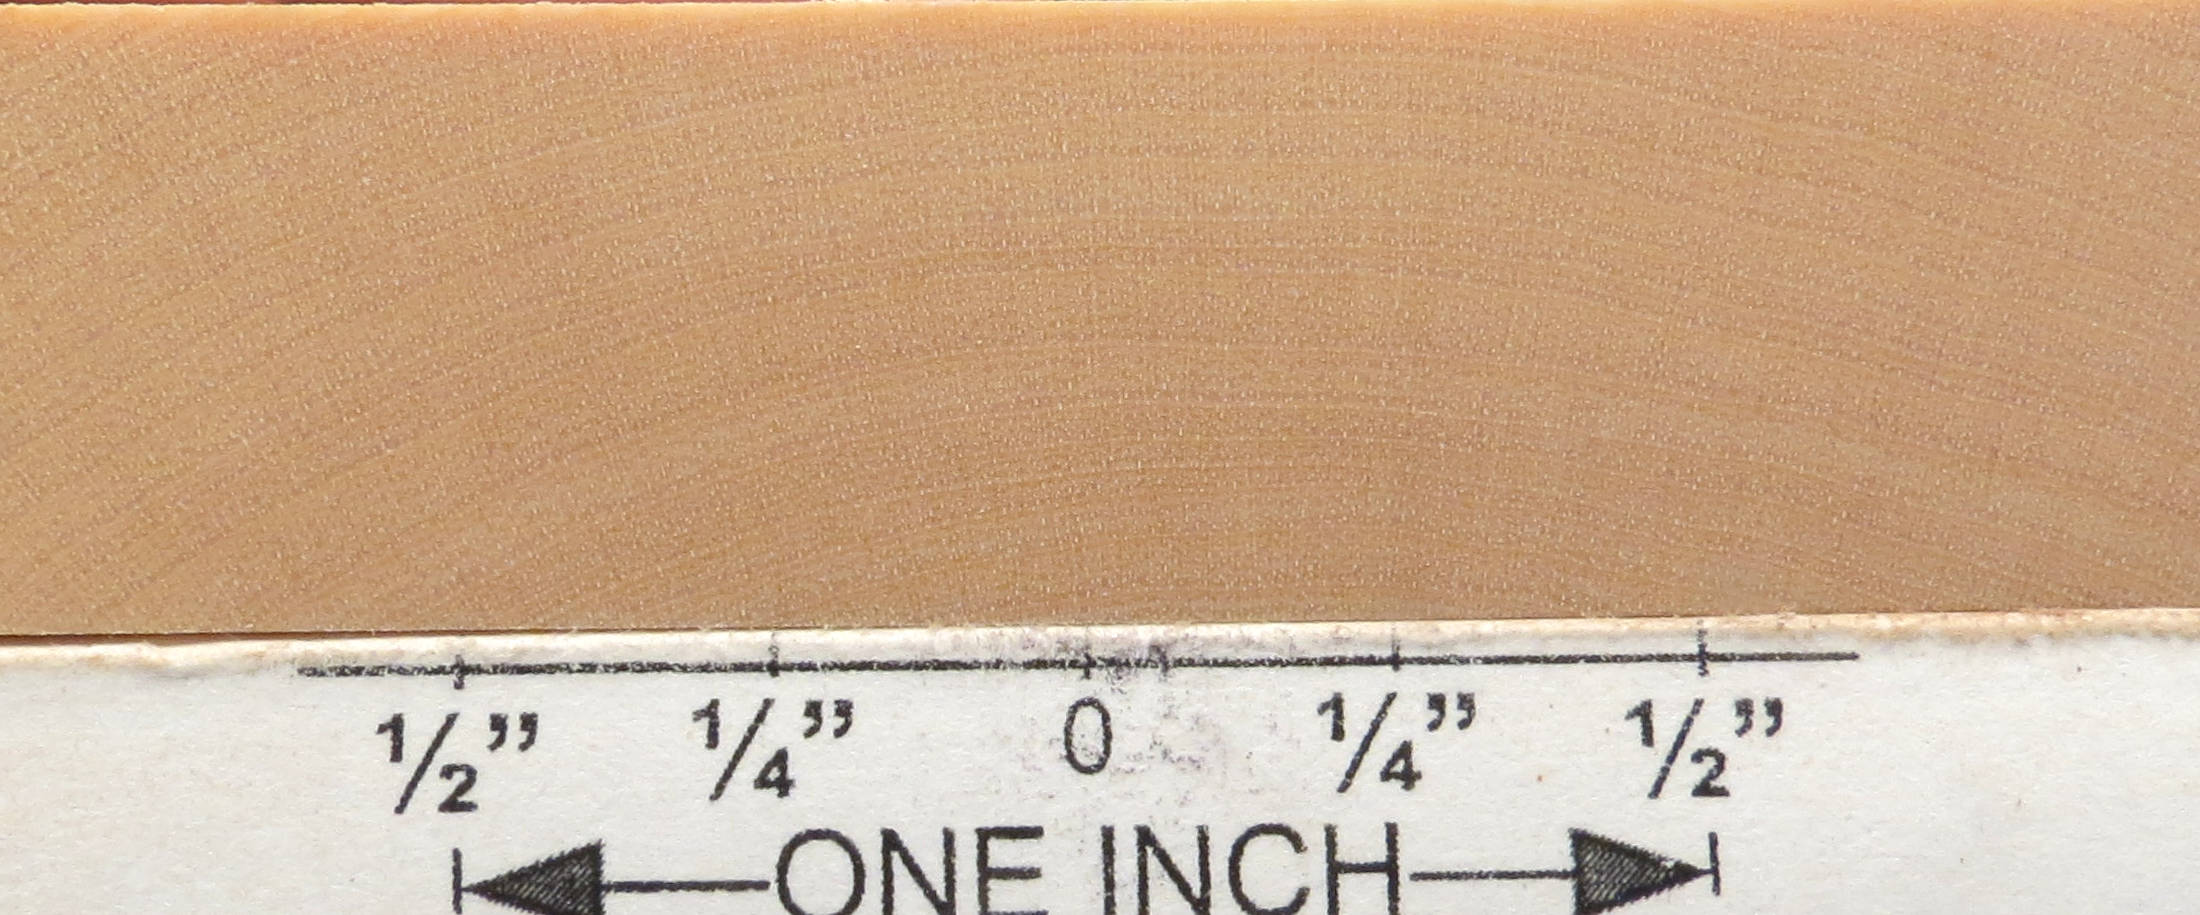 1/2” 1/4” 0 1/4” 1/2”
ONE INCH